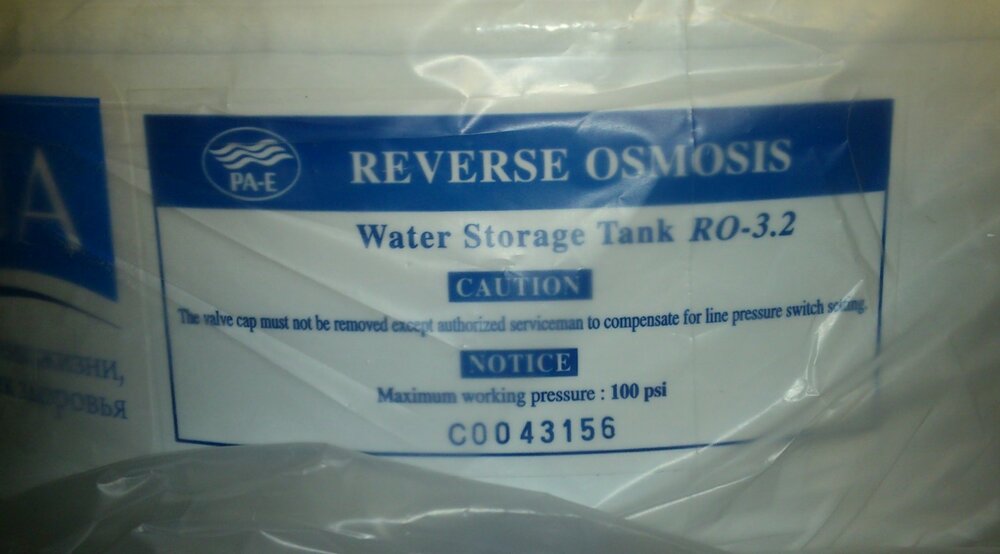 UA
PA-E
REVERSE OSMOSIS
Water Storage Tank RO-3.2
CAUTION
The valve cap must not be removed except authorized serviceman to compensate for line pressure switch setting.
NOTICE
Maximum working pressure : 100 psi
C0043156
жизни,
здоровья